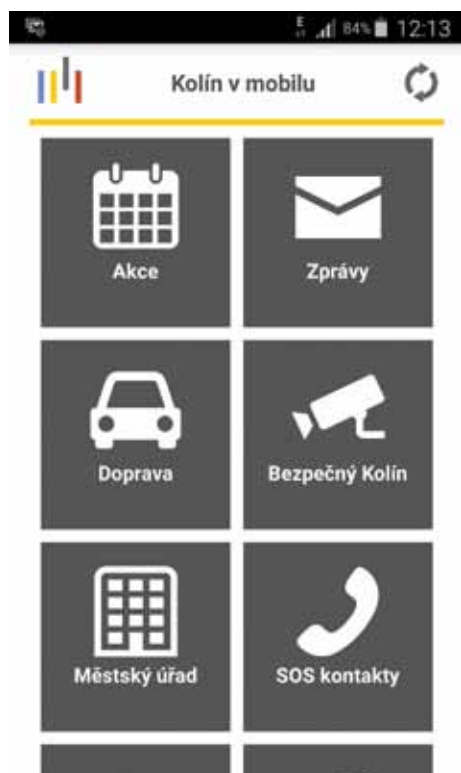 E
84% 12:13
Kolín v mobilu
Akce
Zprávy
Doprava
Bezpečný Kolín
Městský úřad
SOS kontakty